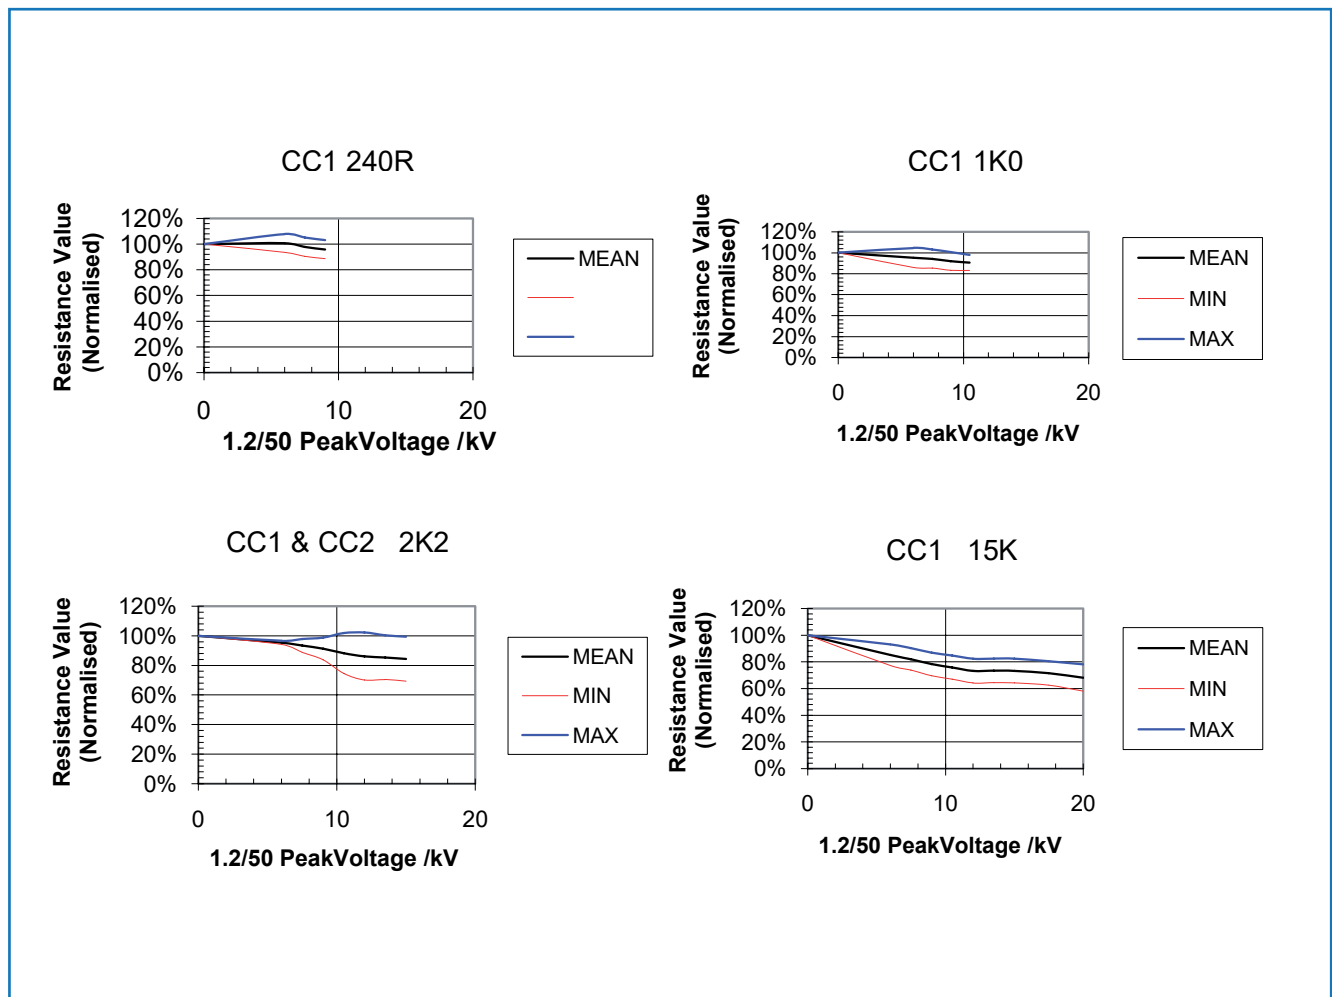 CC1 240R
Resistance Value
(Normalised)
120%
100%
80%
60%
40%
20%
0%
0 10 20
1.2/50 PeakVoltage /kV
MEAN
CC1 1K0
Resistance Value
(Normalised)
120%
100%
80%
60%
40%
20%
0%
0 10 20
1.2/50 PeakVoltage /kV
MEAN
MIN
MAX
CC1 & CC2 2K2
Resistance Value
(Normalised)
120%
100%
80%
60%
40%
20%
0%
0 10 20
1.2/50 PeakVoltage /kV
MEAN
MIN
MAX
CC1 15K
Resistance Value
(Normalised)
120%
100%
80%
60%
40%
20%
0%
0 10 20
1.2/50 PeakVoltage /kV
MEAN
MIN
MAX